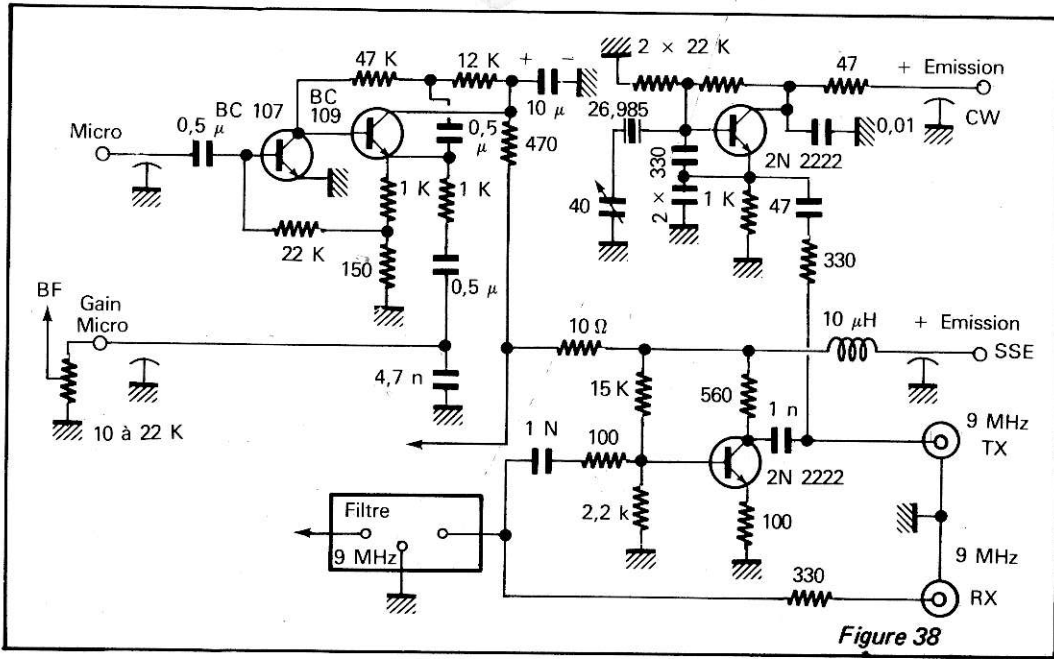 2 × 22 K
47 K
12 K
+
-
47
+ Emission
CW
BC 107
BC
109
10 µ
26,985
0,01
Micro
0,5 µ
0,5
µ
470
330
2N 2222
1 K
1 K
40
2 ×
1 K
47
22 K
150
330
BF
Gain
Micro
0,5 µ
10 Ω
10 µH
+ Emission
SSE
4,7 n
15 K
560
1 n
10 à 22 K
9 MHz
TX
1 N
100
2N 2222
Filtre
2,2 k
100
9 MHz
9 MHz
330
RX
Figure 38